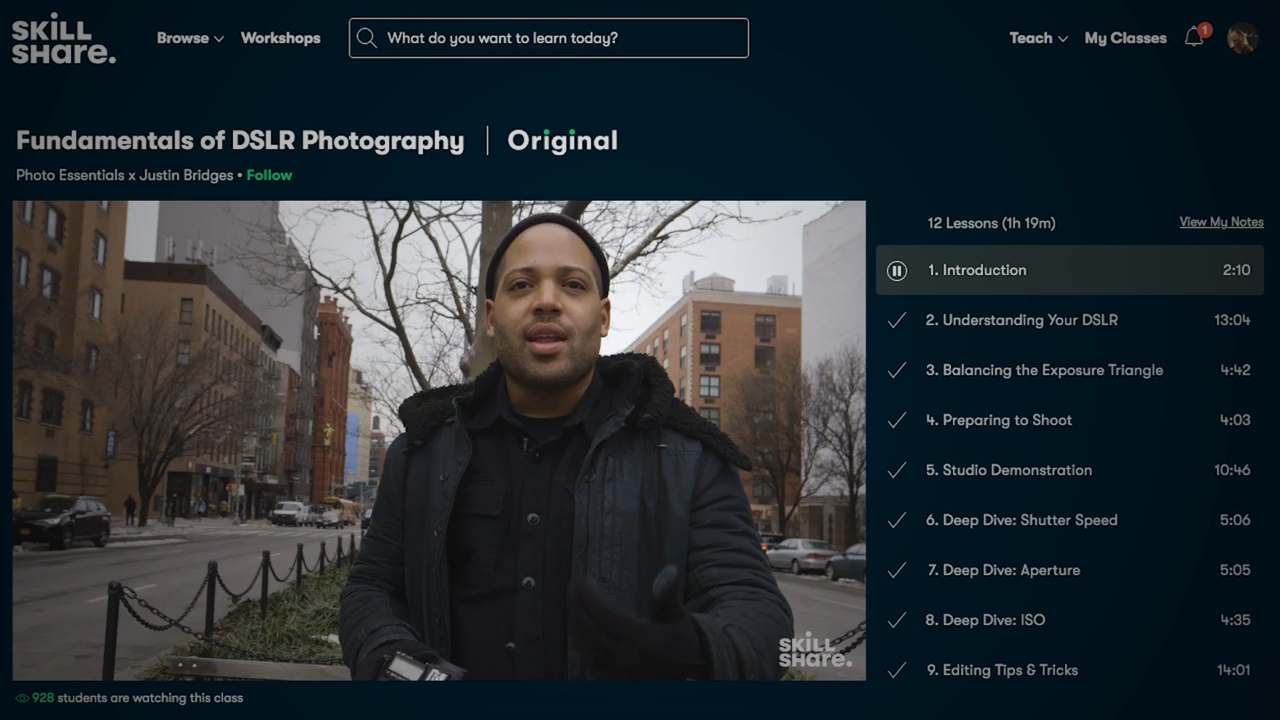 SKILL
SHare.
Browse
Workshops
What do you want to learn today?
Teach
My Classes
1
Fundamentals of DSLR Photography
Original
Photo Essentials x Justin Bridges • Follow
12 Lessons (1h 19m)
View My Notes
1. Introduction 2:10
2. Understanding Your DSLR 13:04
3. Balancing the Exposure Triangle 4:42
4. Preparing to Shoot 4:03
5. Studio Demonstration 10:46
6. Deep Dive: Shutter Speed 5:06
7. Deep Dive: Aperture 5:05
8. Deep Dive: ISO 4:35
9. Editing Tips & Tricks 14:01
SKILL
SHare.
928 students are watching this class